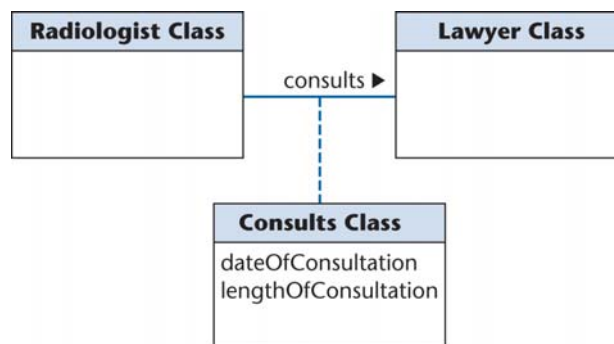 Radiologist Class
Lawyer Class
consults ▶
Consults Class
dateOfConsultation
lengthOfConsultation